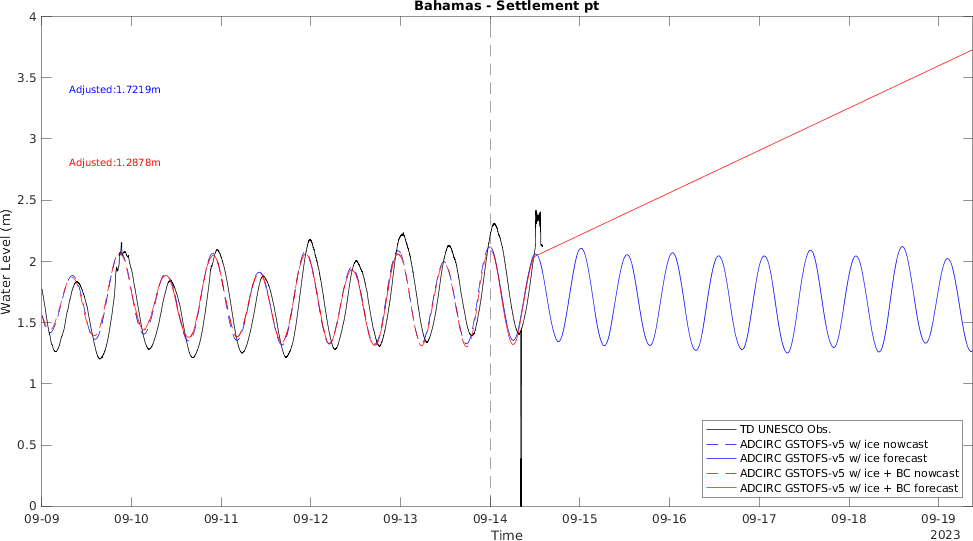 Bahamas - Settlement pt
Water Level (m)
4
3.5
3
2.5
2
1.5
1
0.5
0
Adjusted:1.7219m
Adjusted:1.2878m
TD UNESCO Obs.
ADCIRC GSTOFS-v5 w/ ice nowcast
ADCIRC GSTOFS-v5 w/ ice forecast
ADCIRC GSTOFS-v5 w/ ice + BC nowcast
ADCIRC GSTOFS-v5 w/ ice + BC forecast
09-09 09-10 09-11 09-12 09-13 09-14 09-15 09-16 09-17 09-18 09-19
Time
2023